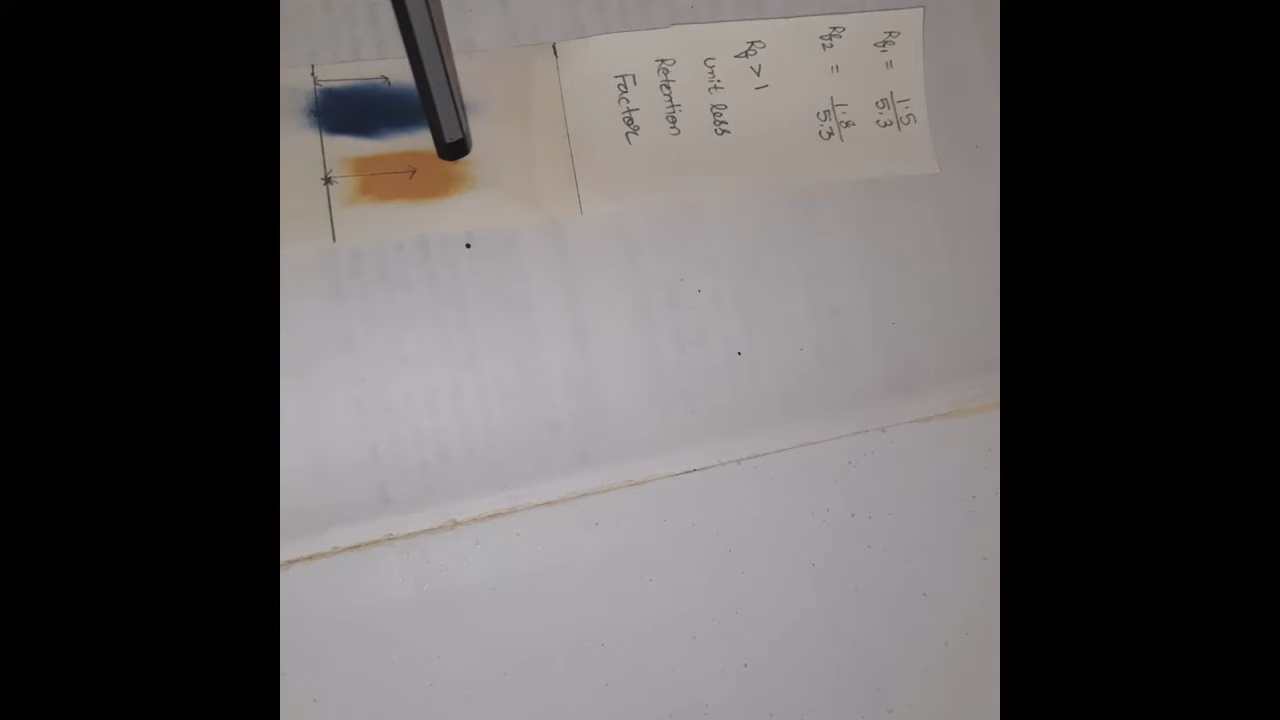 Rf₁ = 1.5/5.3
Rf₂ = 1.8/5.3
Rf > 1
unit less
Retention
Factor